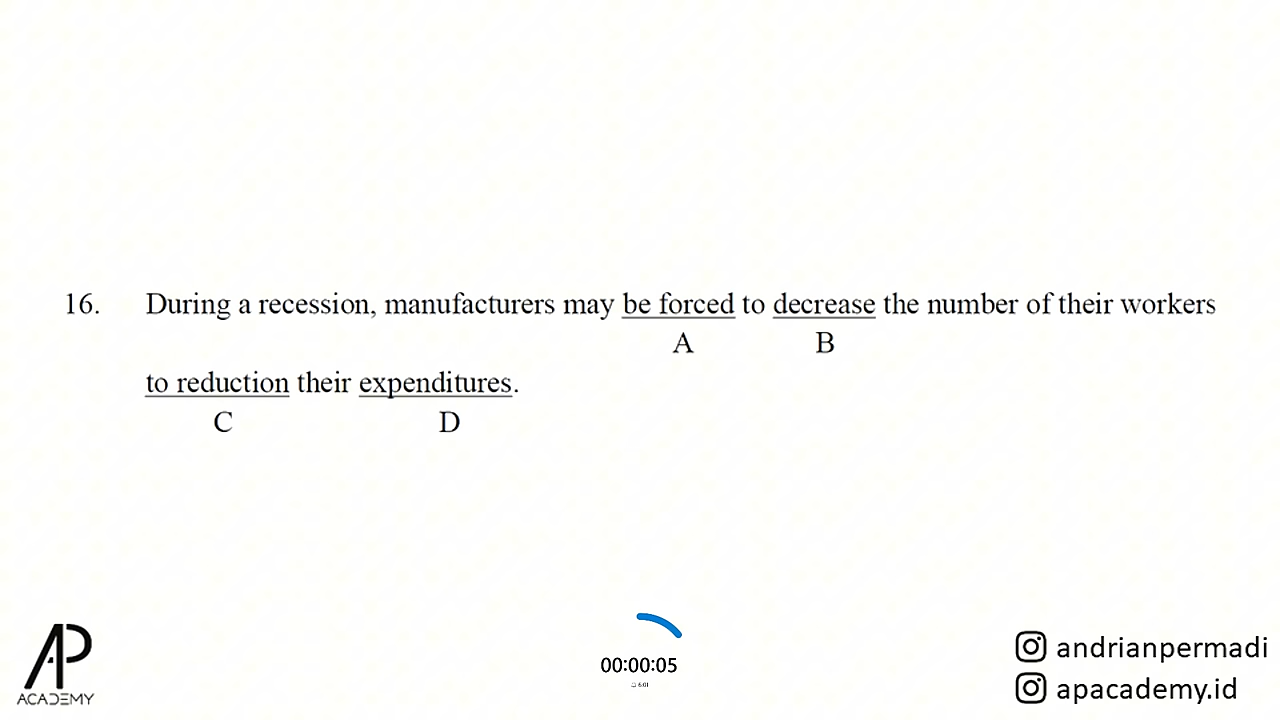 16. During a recession, manufacturers may be forced to decrease the number of their workers
A B
to reduction their expenditures.
C D
AP
ACADEMY
00:00:05
andrianpermadi
apacademy.id